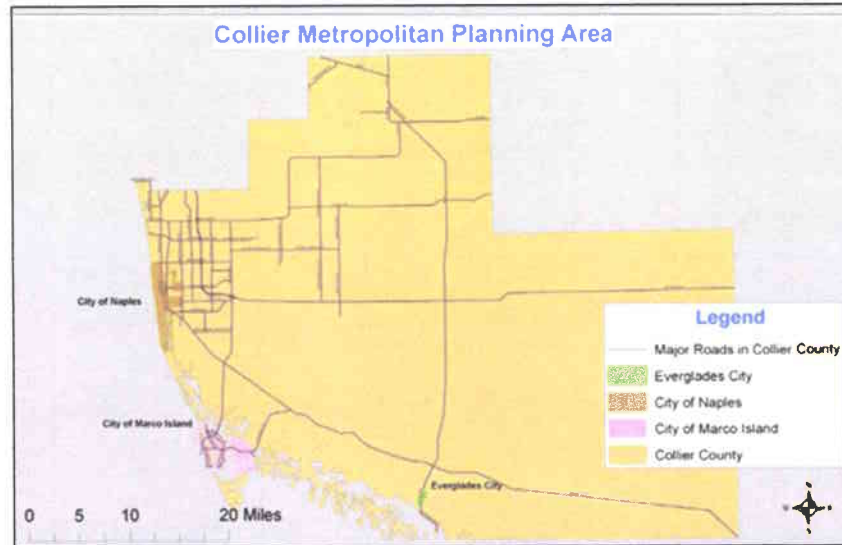 Collier Metropolitan Planning Area
City of Naples
City of Marco Island
Everglades City
Legend
Major Roads in Collier County
Everglades City
City of Naples
City of Marco Island
Collier County
0 5 10 20 Miles